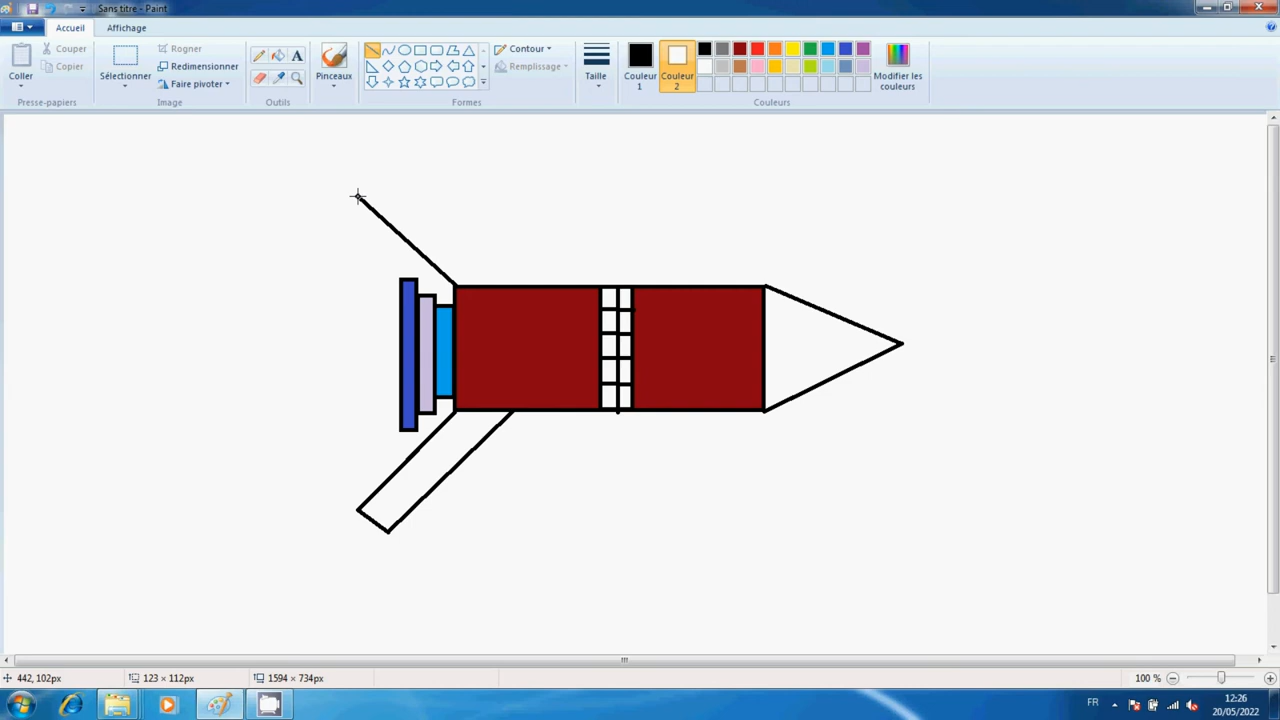 Sans titre - Paint
Accueil Affichage
Coller
Couper
Copier
Presse-papiers
Sélectionner
Rogner
Redimensionner
Faire pivoter
Image
Outils
Pinceaux
Contour
Remplissage
Formes
Taille
Couleur 1
Couleur 2
Modifier les couleurs
Couleurs
442, 102px
123 × 112px
1594 × 734px
100 %
FR
12:26
20/05/2022